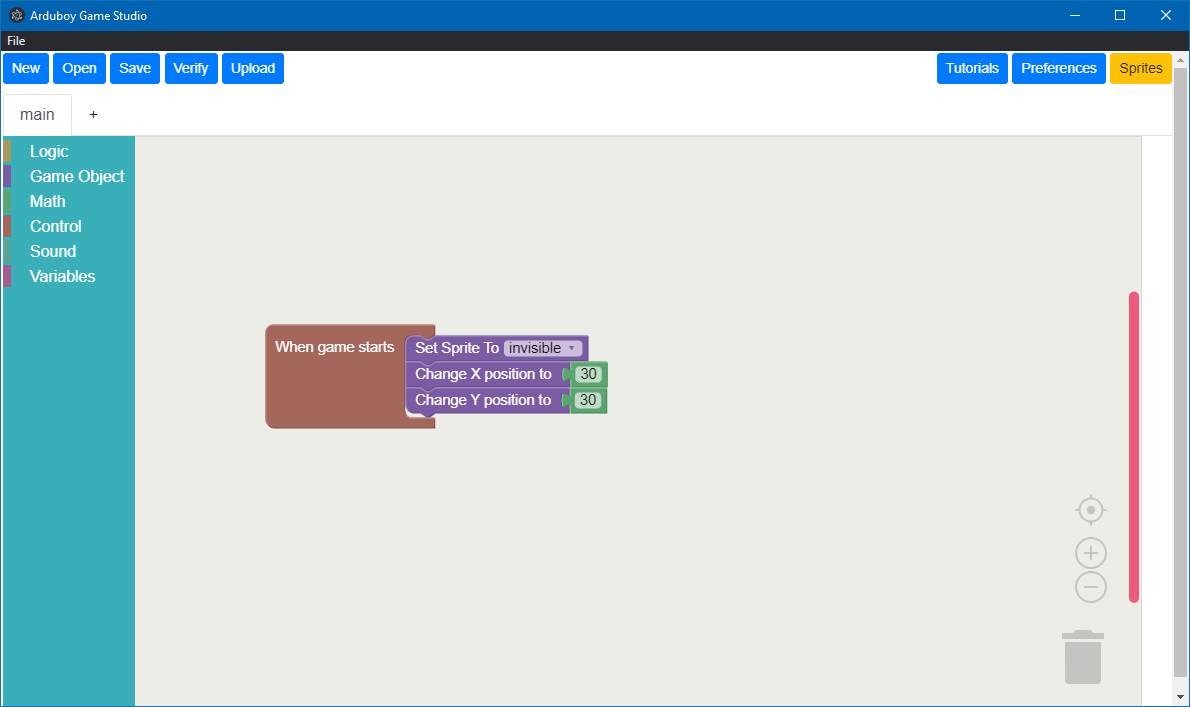 Arduboy Game Studio
File
New Open Save Verify Upload Tutorials Preferences Sprites
main +
Logic
Game Object
Math
Control
Sound
Variables
When game starts Set Sprite To invisible
Change X position to 30
Change Y position to 30